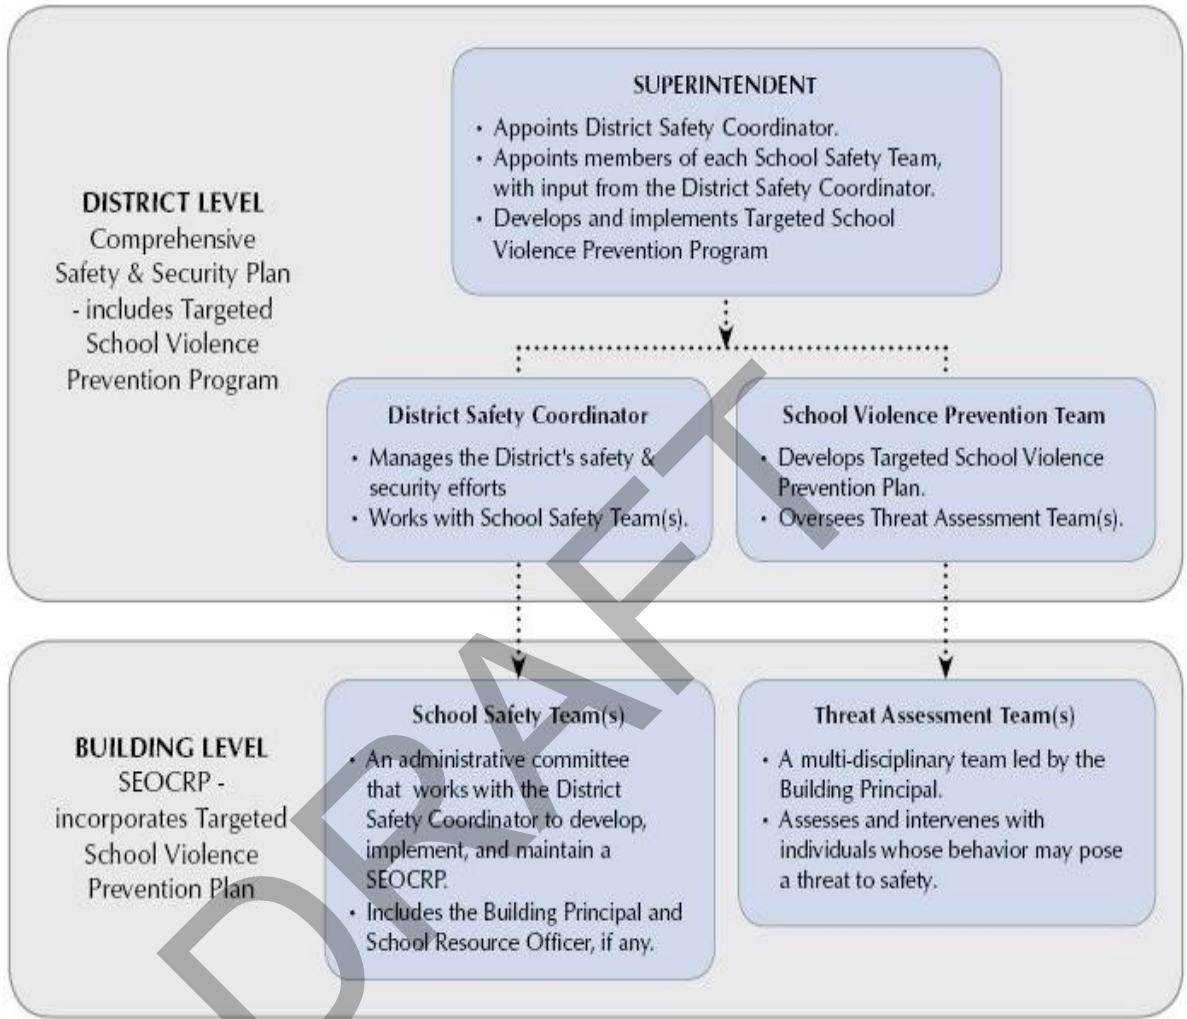 SUPERINTENDENT
• Appoints District Safety Coordinator.
• Appoints members of each School Safety Team,
with input from the District Safety Coordinator.
• Develops and implements Targeted School
Violence Prevention Program
DISTRICT LEVEL
Comprehensive
Safety & Security Plan
- includes Targeted
School Violence
Prevention Program
District Safety Coordinator
• Manages the District's safety &
security efforts
• Works with School Safety Team(s).
School Violence Prevention Team
• Develops Targeted School Violence
Prevention Plan.
• Oversees Threat Assessment Team(s).
BUILDING LEVEL
SEOCRP -
incorporates Targeted
School Violence
Prevention Plan
School Safety Team(s)
• An administrative committee
that works with the District
Safety Coordinator to develop,
implement, and maintain a
SEOCRP.
• Includes the Building Principal and
School Resource Officer, if any.
Threat Assessment Team(s)
• A multi-disciplinary team led by the
Building Principal.
• Assesses and intervenes with
individuals whose behavior may pose
a threat to safety.
DRAFT